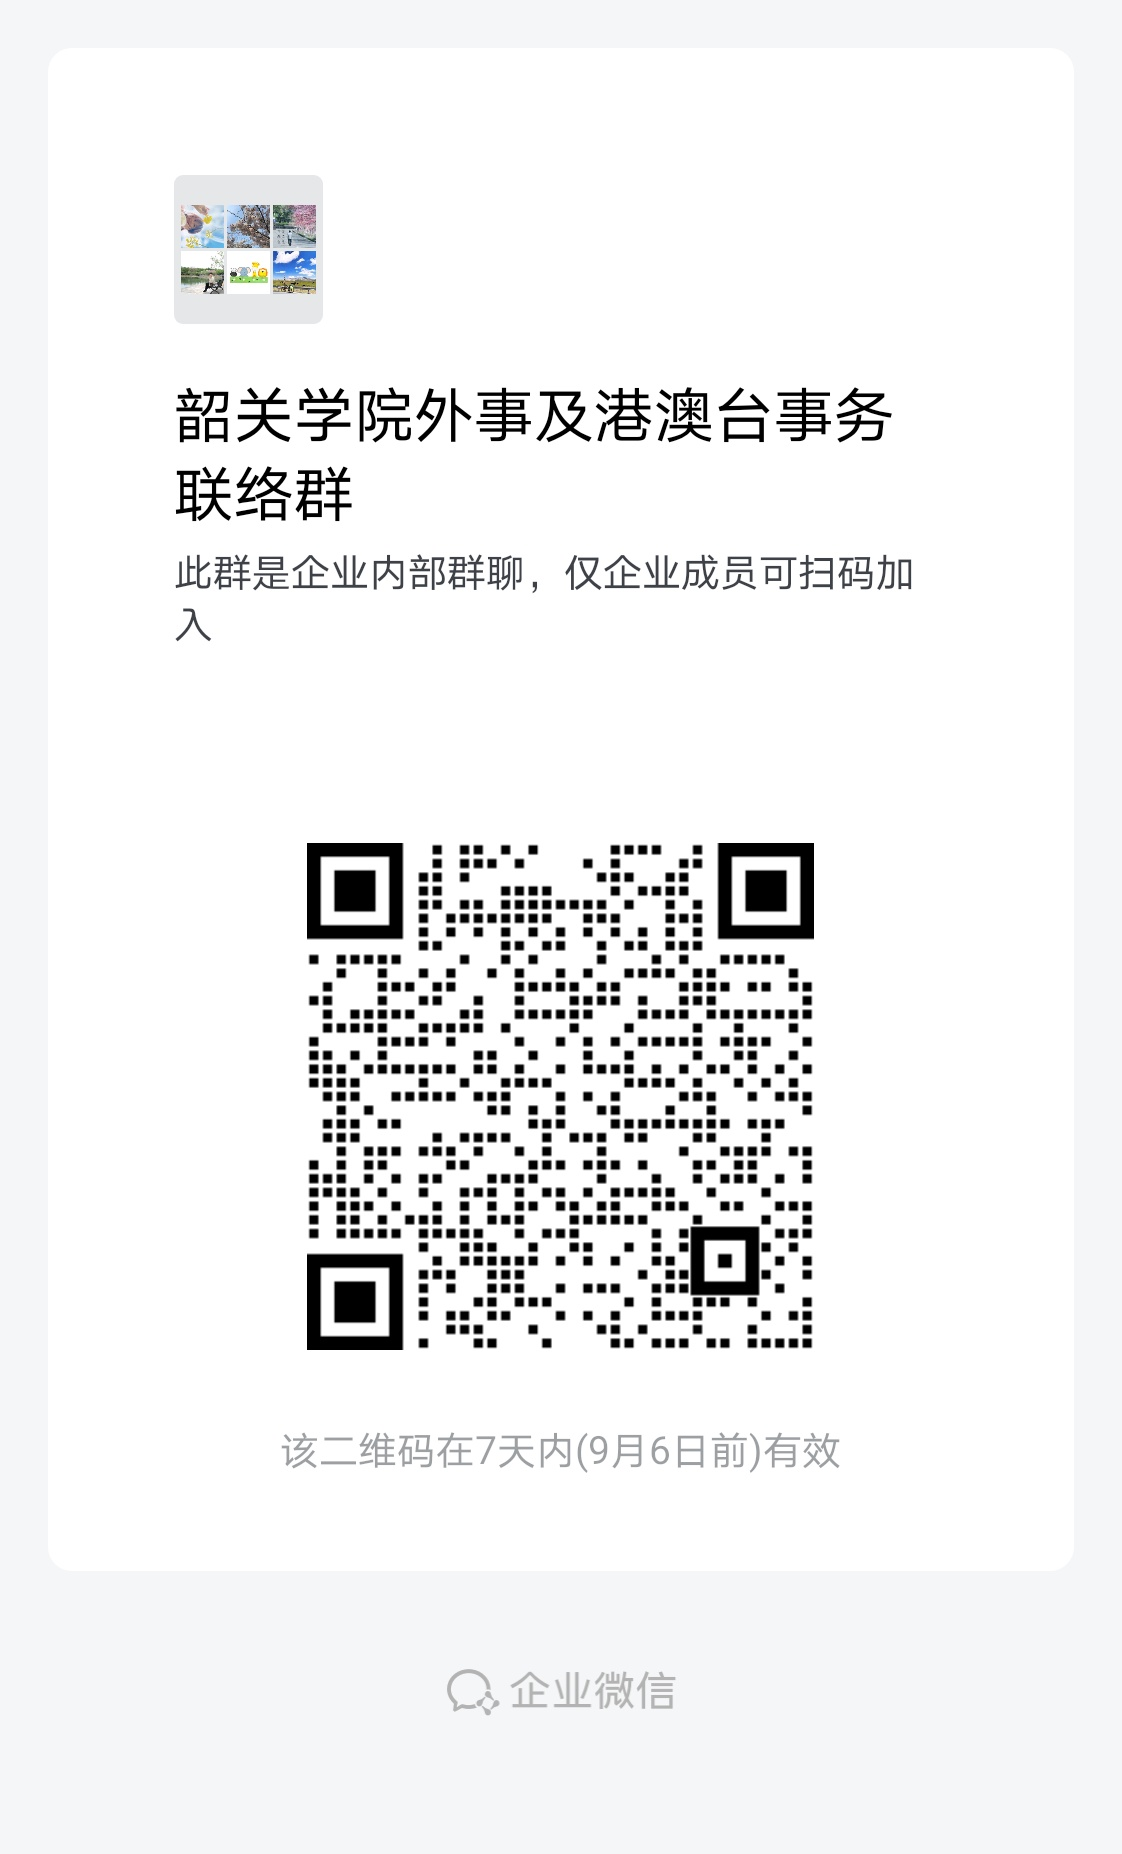 韶关学院外事及港澳台事务
联络群
此群是企业内部群聊，仅企业成员可扫码加
入
该二维码在7天内(9月6日前)有效
企业微信